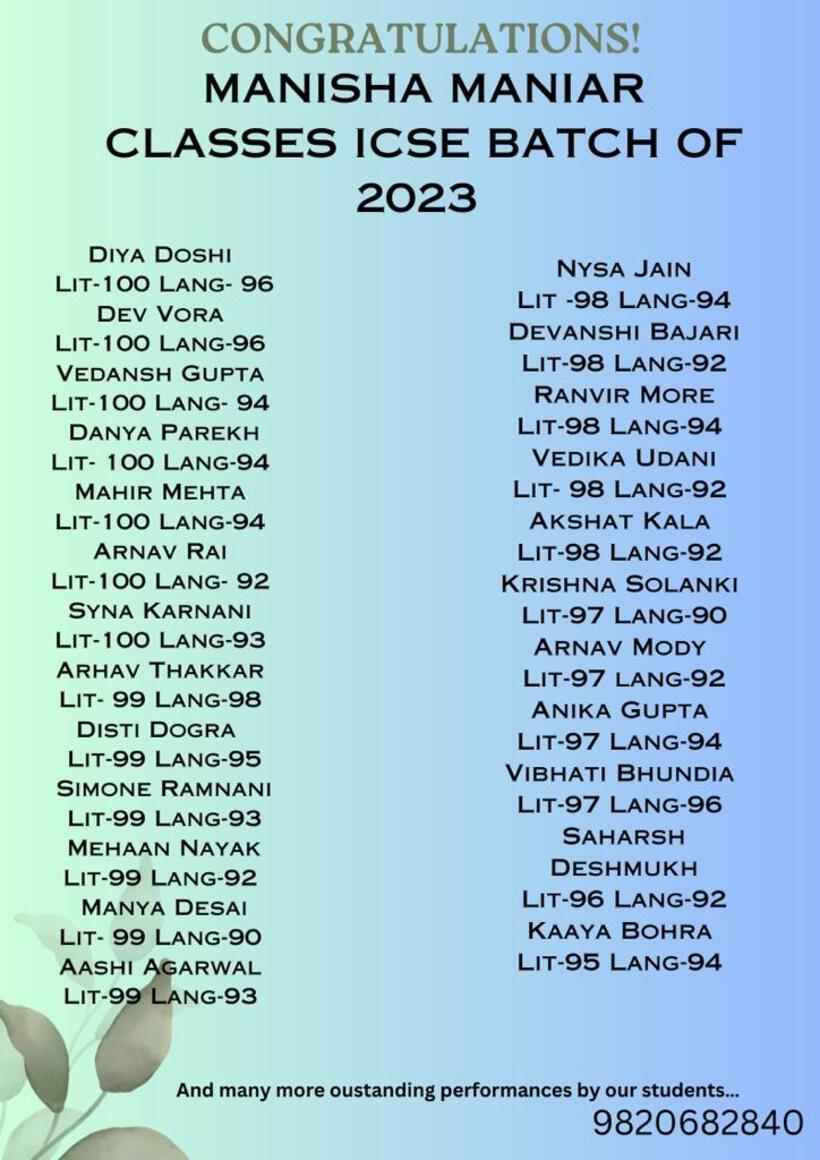 CONGRATULATIONS!
MANISHA MANIAR
CLASSES ICSE BATCH OF
2023
DIYA DOSHI
LIT-100 LANG- 96
DEV VORA
LIT-100 LANG-96
VEDANSH GUPTA
LIT-100 LANG- 94
DANYA PAREKH
LIT- 100 LANG-94
MAHIR MEHTA
LIT-100 LANG-94
ARNAV RAI
LIT-100 LANG- 92
SYNA KARNANI
LIT-100 LANG-93
ARHAV THAKKAR
LIT- 99 LANG-98
DISTI DOGRA
LIT-99 LANG-95
SIMONE RAMNANI
LIT-99 LANG-93
MEHAAN NAYAK
LIT-99 LANG-92
MANYA DESAI
LIT- 99 LANG-90
AASHI AGARWAL
LIT-99 LANG-93
NYSA JAIN
LIT -98 LANG-94
DEVANSHI BAJARI
LIT-98 LANG-92
RANVIR MORE
LIT-98 LANG-94
VEDIKA UDANI
LIT- 98 LANG-92
AKSHAT KALA
LIT-98 LANG-92
KRISHNA SOLANKI
LIT-97 LANG-90
ARNAV MODY
LIT-97 LANG-92
ANIKA GUPTA
LIT-97 LANG-94
VIBHATI BHUNDIA
LIT-97 LANG-96
SAHARSH
DESHMUKH
LIT-96 LANG-92
KAAYA BOHRA
LIT-95 LANG-94
And many more oustanding performances by our students...
9820682840